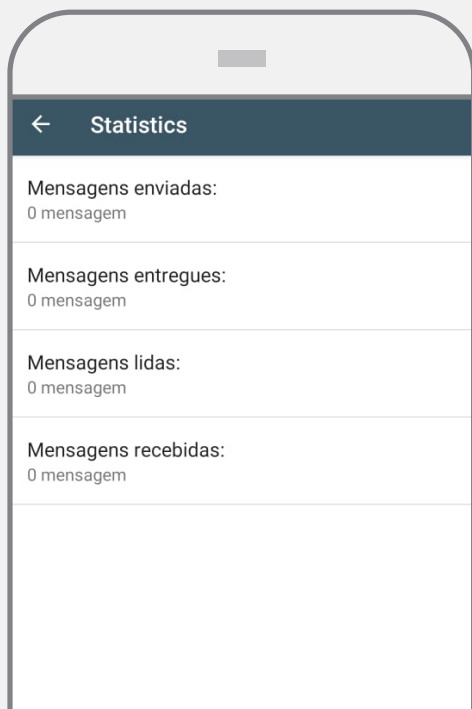 Statistics
Mensagens enviadas:
0 mensagem
Mensagens entregues:
0 mensagem
Mensagens lidas:
0 mensagem
Mensagens recebidas:
0 mensagem